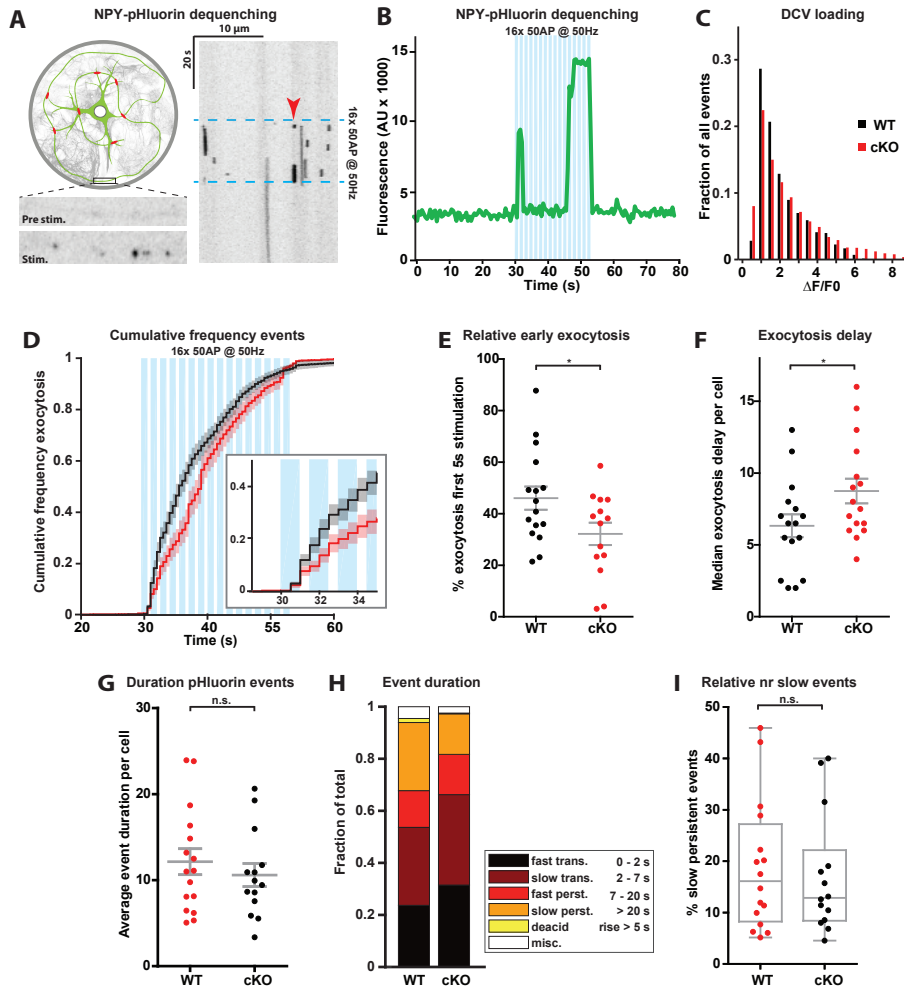 A
NPY-pHluorin dequenching
10 µm
20 s
16x 50AP @ 50Hz
Pre stim.
Stim.
B
NPY-pHluorin dequenching
16x 50AP @ 50Hz
Fluorescence (AU x 1000)
15
10
5
0
0 10 20 30 40 50 60 70 80
Time (s)
C
DCV loading
Fraction of all events
0.3
0.2
0.1
0
WT
cKO
0 2 4 6 8
ΔF/F0
D
Cumulative frequency events
16x 50AP @ 50Hz
Cumulative frequency exocytosis
1
0.8
0.6
0.4
0.2
0
20 30 40 55 60
Time (s)
0.4
0.2
0
30 32 34
E
Relative early exocytosis
*
% exocytosis first 5s stimulation
100
80
60
40
20
0
WT cKO
F
Exocytosis delay
*
Median exocytosis delay per cell
15
10
5
0
WT cKO
G
Duration pHluorin events
n.s.
Average event duration per cell
30
20
10
0
WT cKO
H
Event duration
Fraction of total
1
0.8
0.6
0.4
0.2
0
WT cKO
fast trans. 0 - 2 s
slow trans. 2 - 7 s
fast perst. 7 - 20 s
slow perst. > 20 s
deacid rise > 5 s
misc.
I
Relative nr slow events
n.s.
% slow persistent events
50
40
30
20
10
0
WT cKO